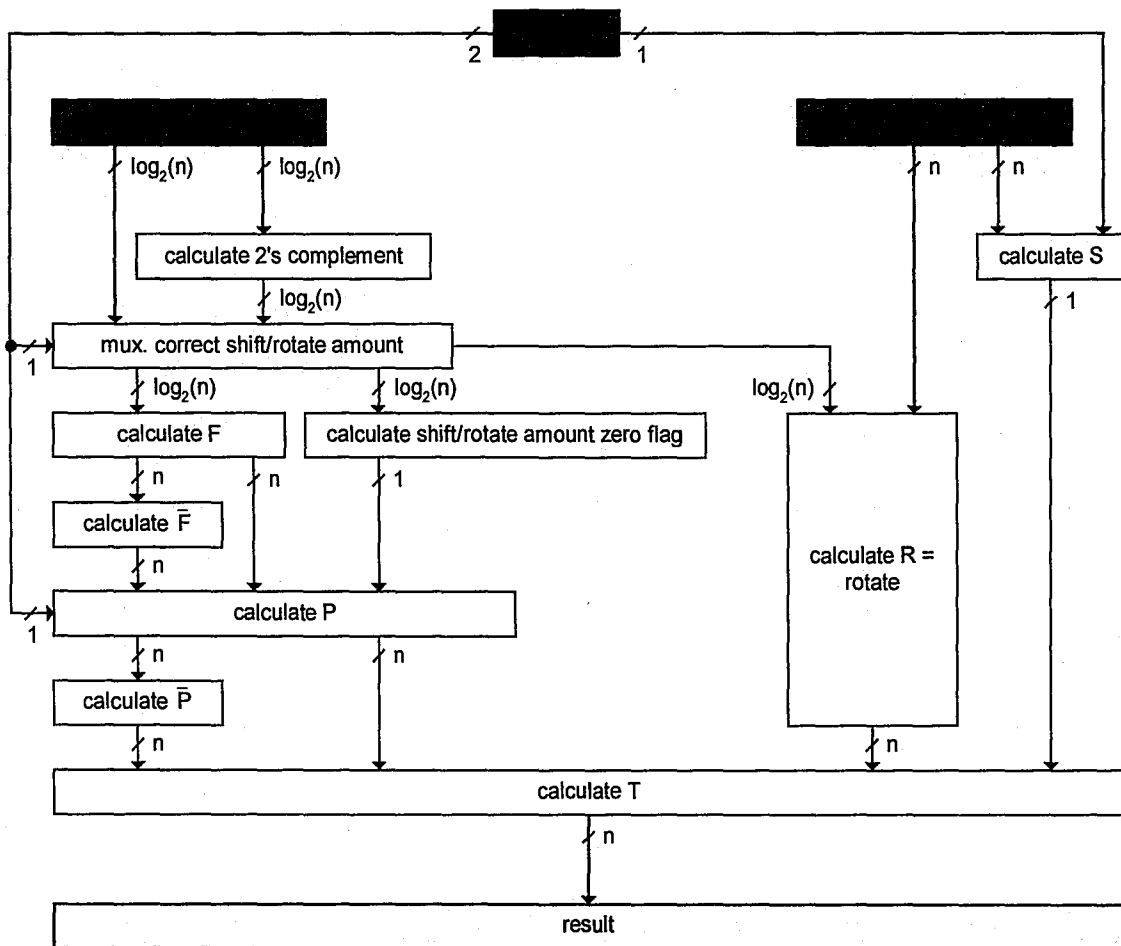 2
1
log2(n)
log2(n)
n
n
calculate 2's complement
calculate S
log2(n)
1
mux. correct shift/rotate amount
1
log2(n)
log2(n)
log2(n)
calculate F
calculate shift/rotate amount zero flag
n
n
1
calculate F̅
calculate R =
rotate
n
calculate P
1
n
n
calculate P̅
n
n
calculate T
n
result